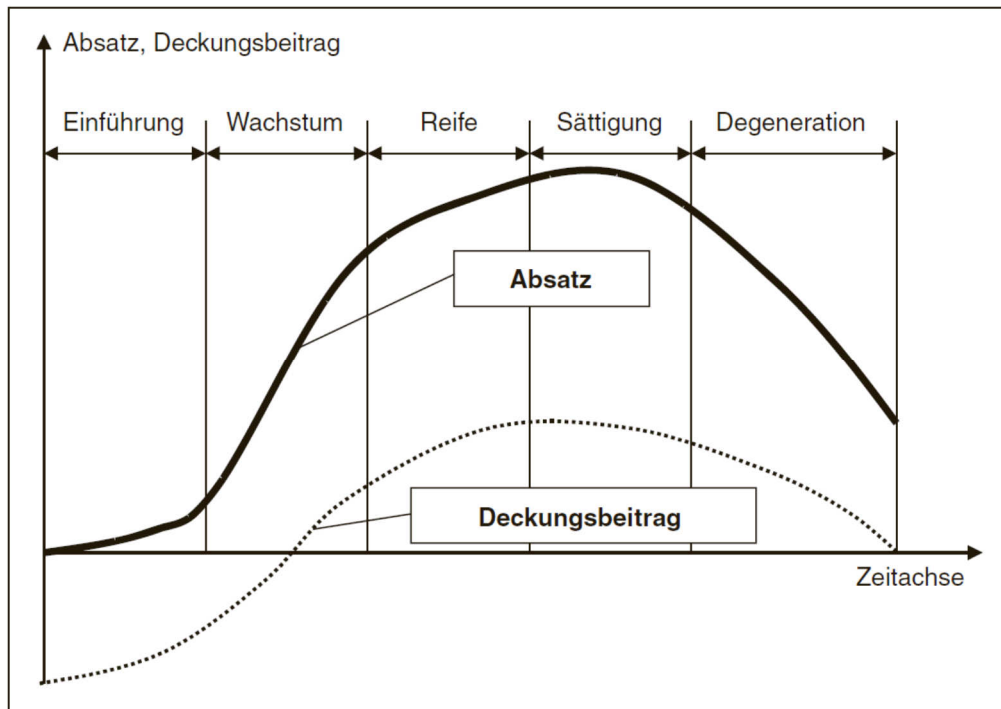 Absatz, Deckungsbeitrag
Einführung Wachstum Reife Sättigung Degeneration
Absatz
Deckungsbeitrag
Zeitachse